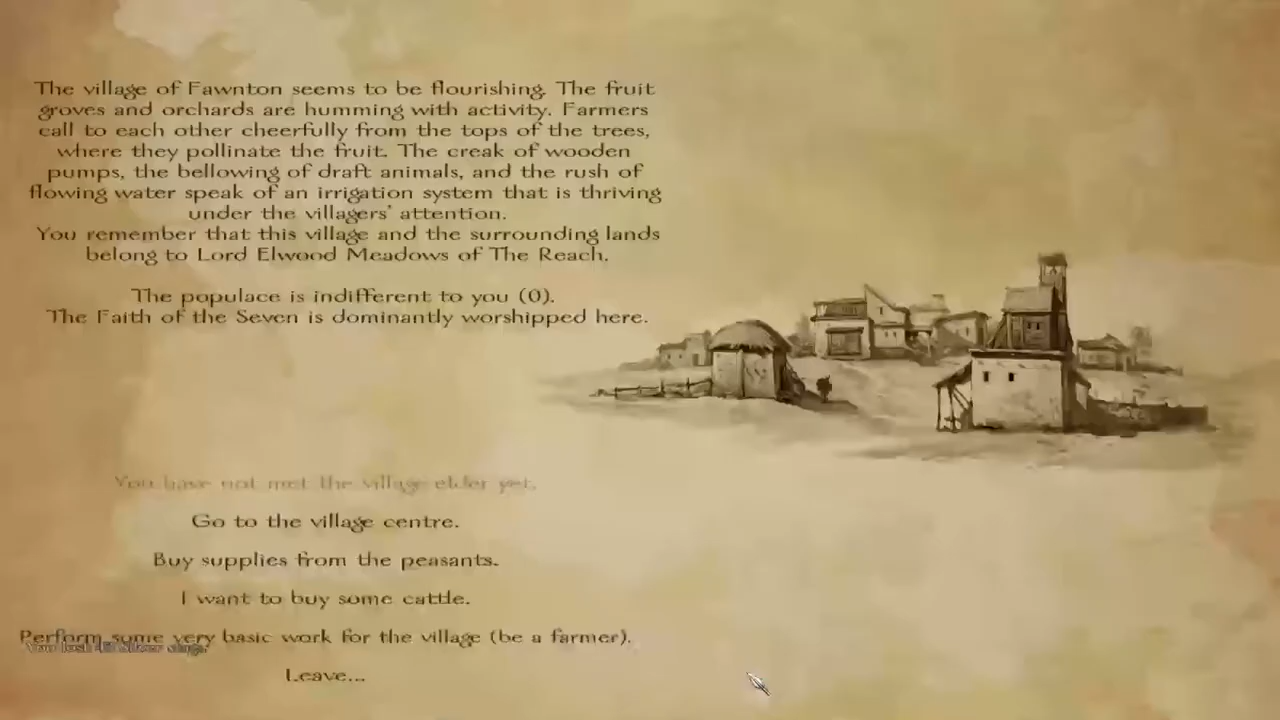 The village of Fawnton seems to be flourishing. The fruit
groves and orchards are humming with activity. Farmers
call to each other cheerfully from the tops of the trees,
where they pollinate the fruit. The creak of wooden
pumps, the bellowing of draft animals, and the rush of
flowing water speak of an irrigation system that is thriving
under the villagers' attention.
You remember that this village and the surrounding lands
belong to Lord Elwood Meadows of The Reach.
The populace is indifferent to you (0).
The Faith of the Seven is dominantly worshipped here.
You have not met the village elder yet.
Go to the village centre.
Buy supplies from the peasants.
I want to buy some cattle.
Perform some very basic work for the village (be a farmer).
You lost Silver stags.
Leave...